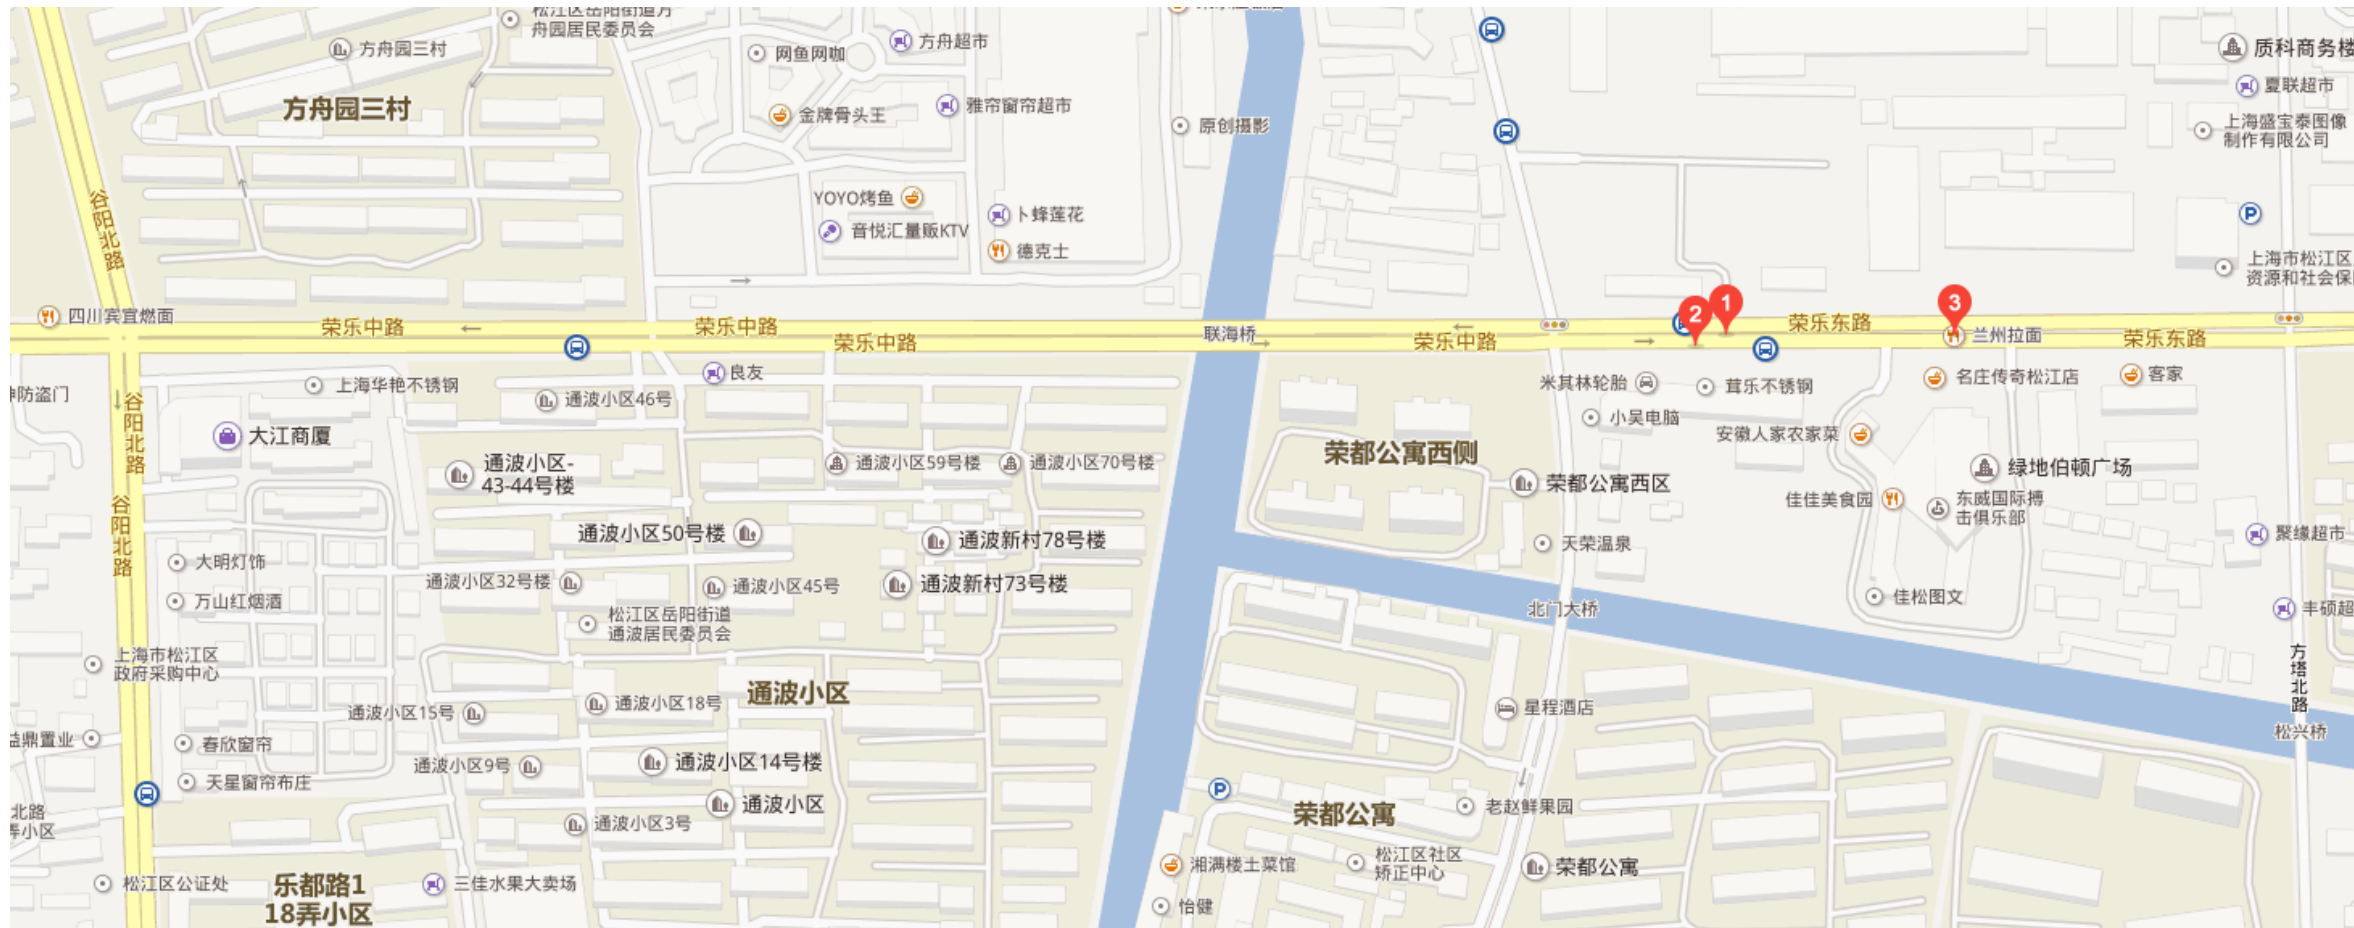 松江区岳阳街道方
舟园居民委员会
方舟园三村
方舟园三村
网鱼网咖
方舟超市
金牌骨头王
雅帘窗帘超市
原创摄影
质科商务楼
夏联超市
上海盛宝泰图像
制作有限公司
P
谷阳北路
YOYO烤鱼
音悦汇量贩KTV
卜蜂莲花
德克士
上海市松江区
资源和社会保
四川宾宜燃面
荣乐中路
荣乐中路
荣乐中路
联海桥
荣乐中路
2
1
3
荣乐东路
兰州拉面
荣乐东路
防盗门
上海华艳不锈钢
良友
通波小区46号
米其林轮胎
茸乐不锈钢
名庄传奇松江店
客家
小吴电脑
谷阳北路
大江商厦
通波小区-
43-44号楼
通波小区59号楼
通波小区70号楼
荣都公寓西侧
荣都公寓西区
安徽人家农家菜
绿地伯顿广场
佳佳美食园
东威国际搏
击俱乐部
谷阳北路
通波小区50号楼
通波新村78号楼
天荣温泉
聚缘超市
大明灯饰
通波小区32号楼
通波小区45号
通波新村73号楼
万山红烟酒
松江区岳阳街道
通波居民委员会
北门大桥
佳松图文
丰硕超
上海市松江区
政府采购中心
方塔北路
通波小区
通波小区15号
通波小区18号
星程酒店
益鼎置业
春欣窗帘
松兴桥
通波小区9号
通波小区14号楼
天星窗帘布庄
P
通波小区
荣都公寓
老赵鲜果园
北路
弄小区
通波小区3号
湘满楼土菜馆
松江区社区
矫正中心
荣都公寓
松江区公证处
乐都路1
18弄小区
三佳水果大卖场
怡健